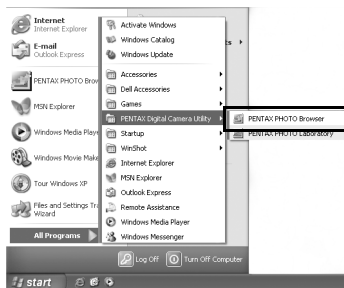 Internet
Internet Explorer
E-mail
Outlook Express
PENTAX PHOTO Brow
MSN Explorer
Windows Media Playe
Windows Movie Make
Tour Windows XP
Files and Settings Tra
Wizard
All Programs
Activate Windows
Windows Catalog
Windows Update
Accessories
Dell Accessories
Games
PENTAX Digital Camera Utility
Startup
WinShot
Internet Explorer
MSN Explorer
Outlook Express
Remote Assistance
Windows Media Player
Windows Messenger
ts
PENTAX PHOTO Browser
PENTAX PHOTO Laboratory
Log Off
Turn Off Computer
start